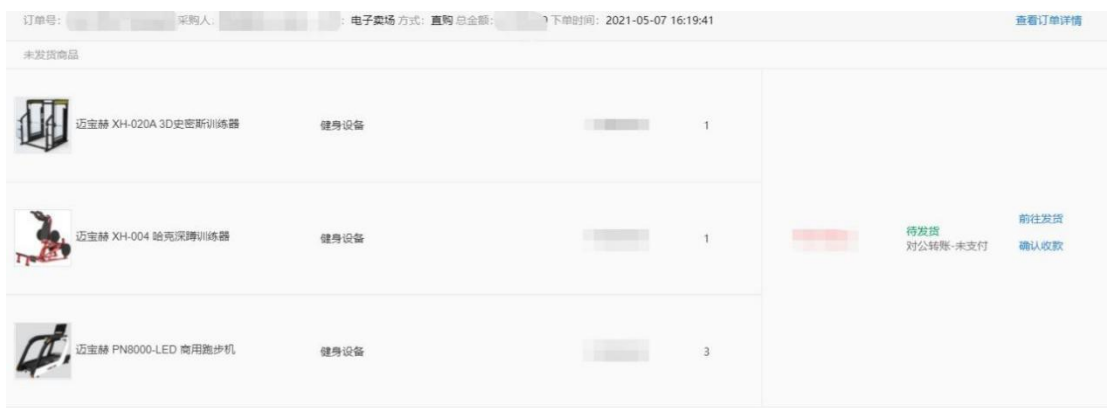 订单号: 采购人: : 电子卖场 方式: 直购 总金额: 下单时间: 2021-05-07 16:19:41 查看订单详情
未发货商品
迈宝赫 XH-020A 3D史密斯训练器 健身设备 1
迈宝赫 XH-004 哈克深蹲训练器 健身设备 1
前往发货
待发货
对公转账-未支付 确认收款
迈宝赫 PN8000-LED 商用跑步机 健身设备 3